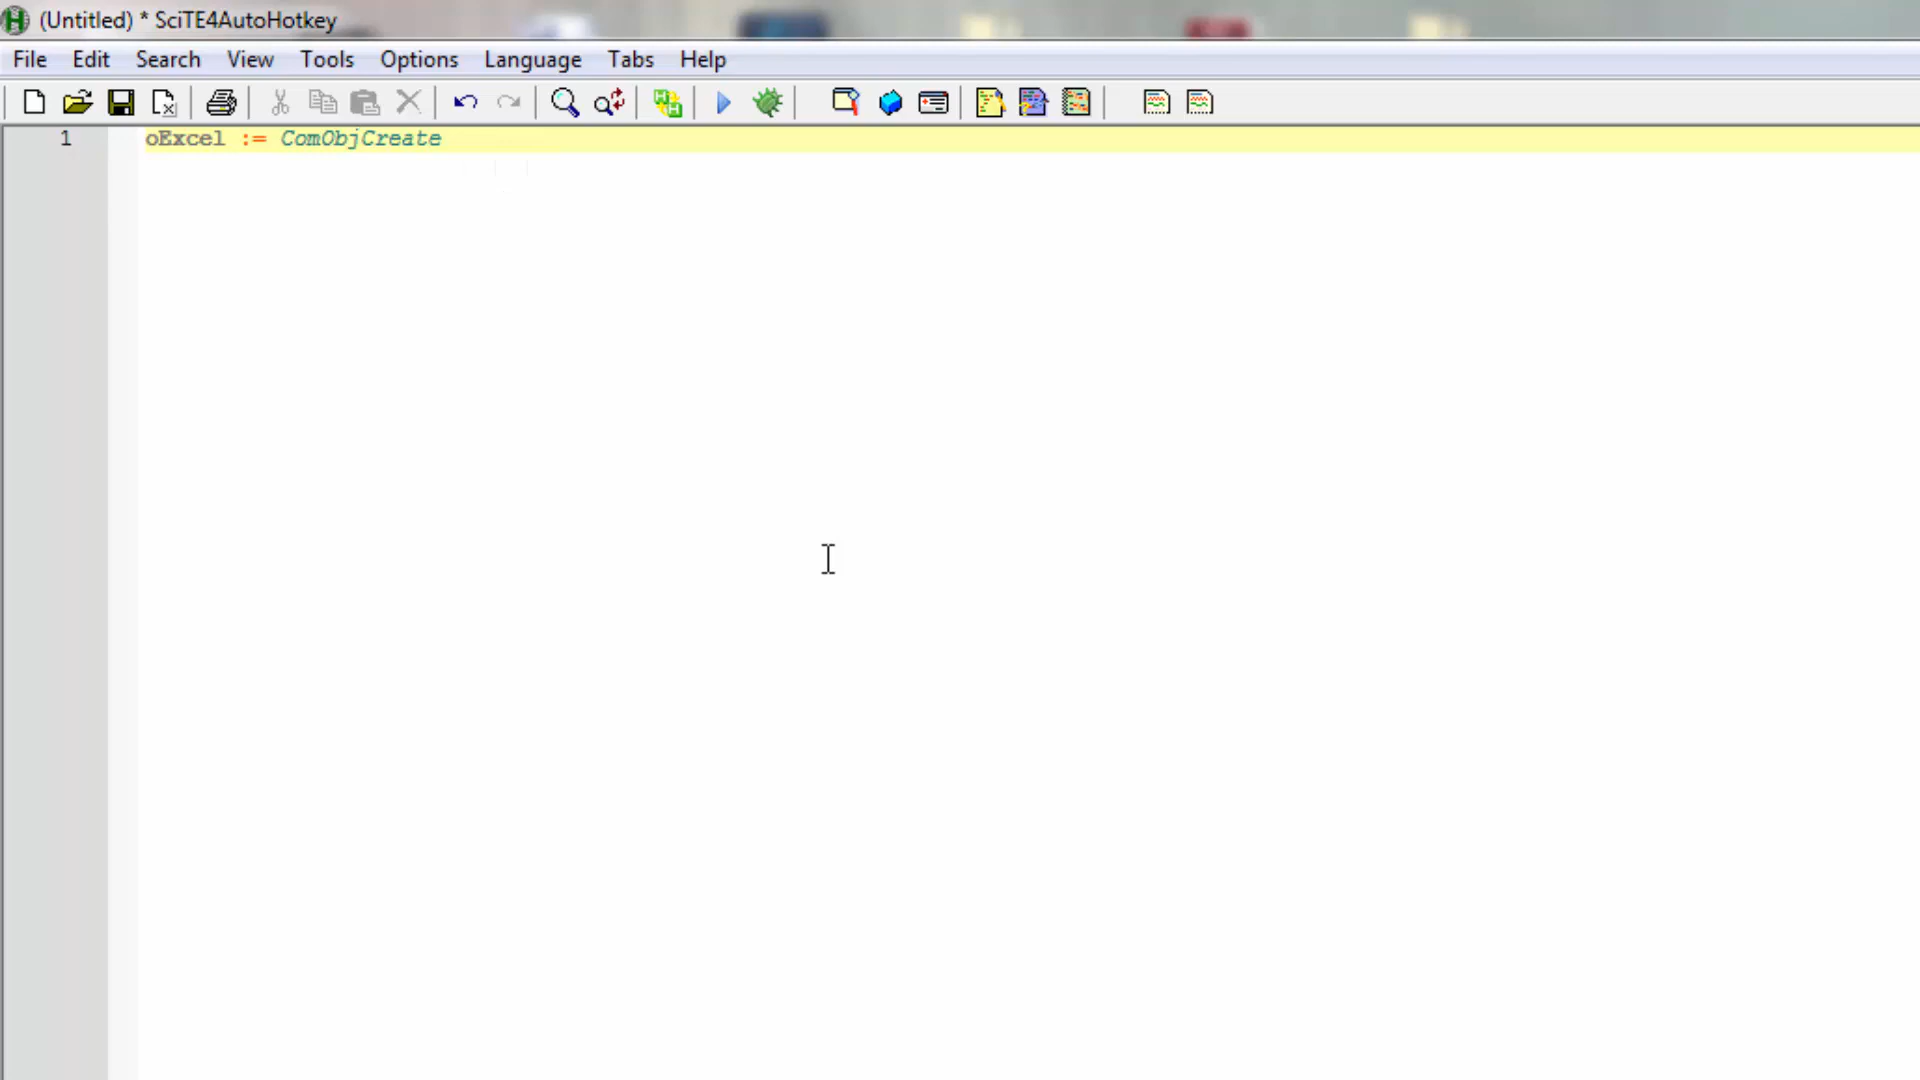 (Untitled) * SciTE4AutoHotkey
File Edit Search View Tools Options Language Tabs Help
1 oExcel := ComObjCreate